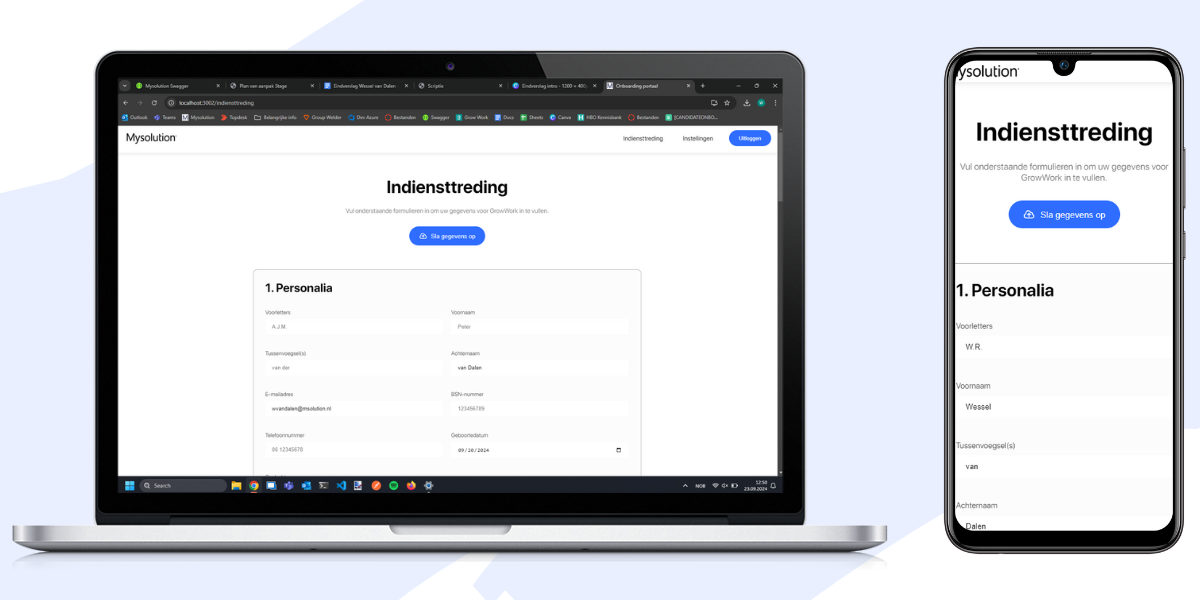 Mysolution Swagger
Plan van aanpak Stage
Eindverslag Wessel van Dalen
Scriptie
Eindverslag intro - 1200 × 400
Onboarding portaal
localhost:3002/indiensttreding
Outlook Teams Mysolution Topdesk Belangrijke info Group Welder Dev Azure Bestanden Swagger Grow Work Docs Sheets Canva HBO Kennisbank Bestanden
Mysolution
Indiensttreding Instellingen Uitloggen
Indiensttreding
Vul onderstaande formulieren in om uw gegevens voor GrowWork in te vullen.
Sla gegevens op
1. Personalia
Voorletters Voornaam
A.J.M. Pieter
Tussenvoegsel(s) Achternaam
van der van Dalen
E-mailadres BSN-nummer
wvandalen@msolution.nl 123456789
Telefoonnummer Geboortedatum
06 12345678 09/20/2024
Search
NOB
12:50
23.09.2024
Mysolution
Indiensttreding
Vul onderstaande formulieren in om uw gegevens voor
GrowWork in te vullen.
Sla gegevens op
1. Personalia
Voorletters
W.R.
Voornaam
Wessel
Tussenvoegsel(s)
van
Achternaam
Dalen